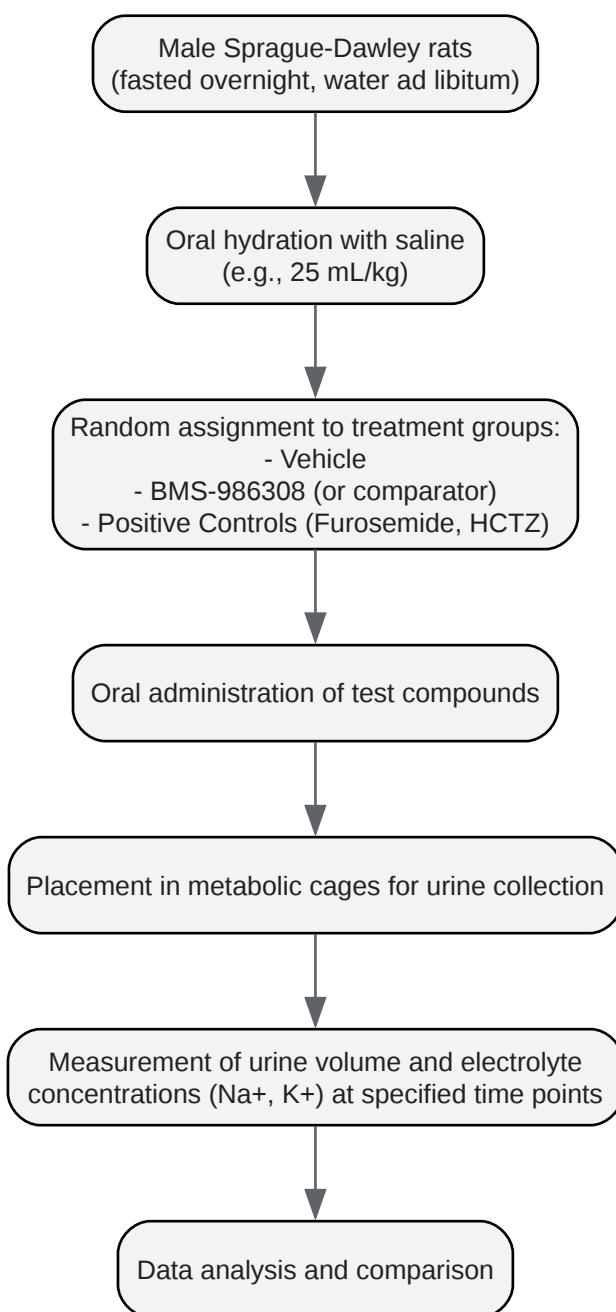 Male Sprague-Dawley rats
(fasted overnight, water ad libitum)
Oral hydration with saline
(e.g., 25 mL/kg)
Random assignment to treatment groups:
- Vehicle
- BMS-986308 (or comparator)
- Positive Controls (Furosemide, HCTZ)
Oral administration of test compounds
Placement in metabolic cages for urine collection
Measurement of urine volume and electrolyte
concentrations (Na+, K+) at specified time points
Data analysis and comparison